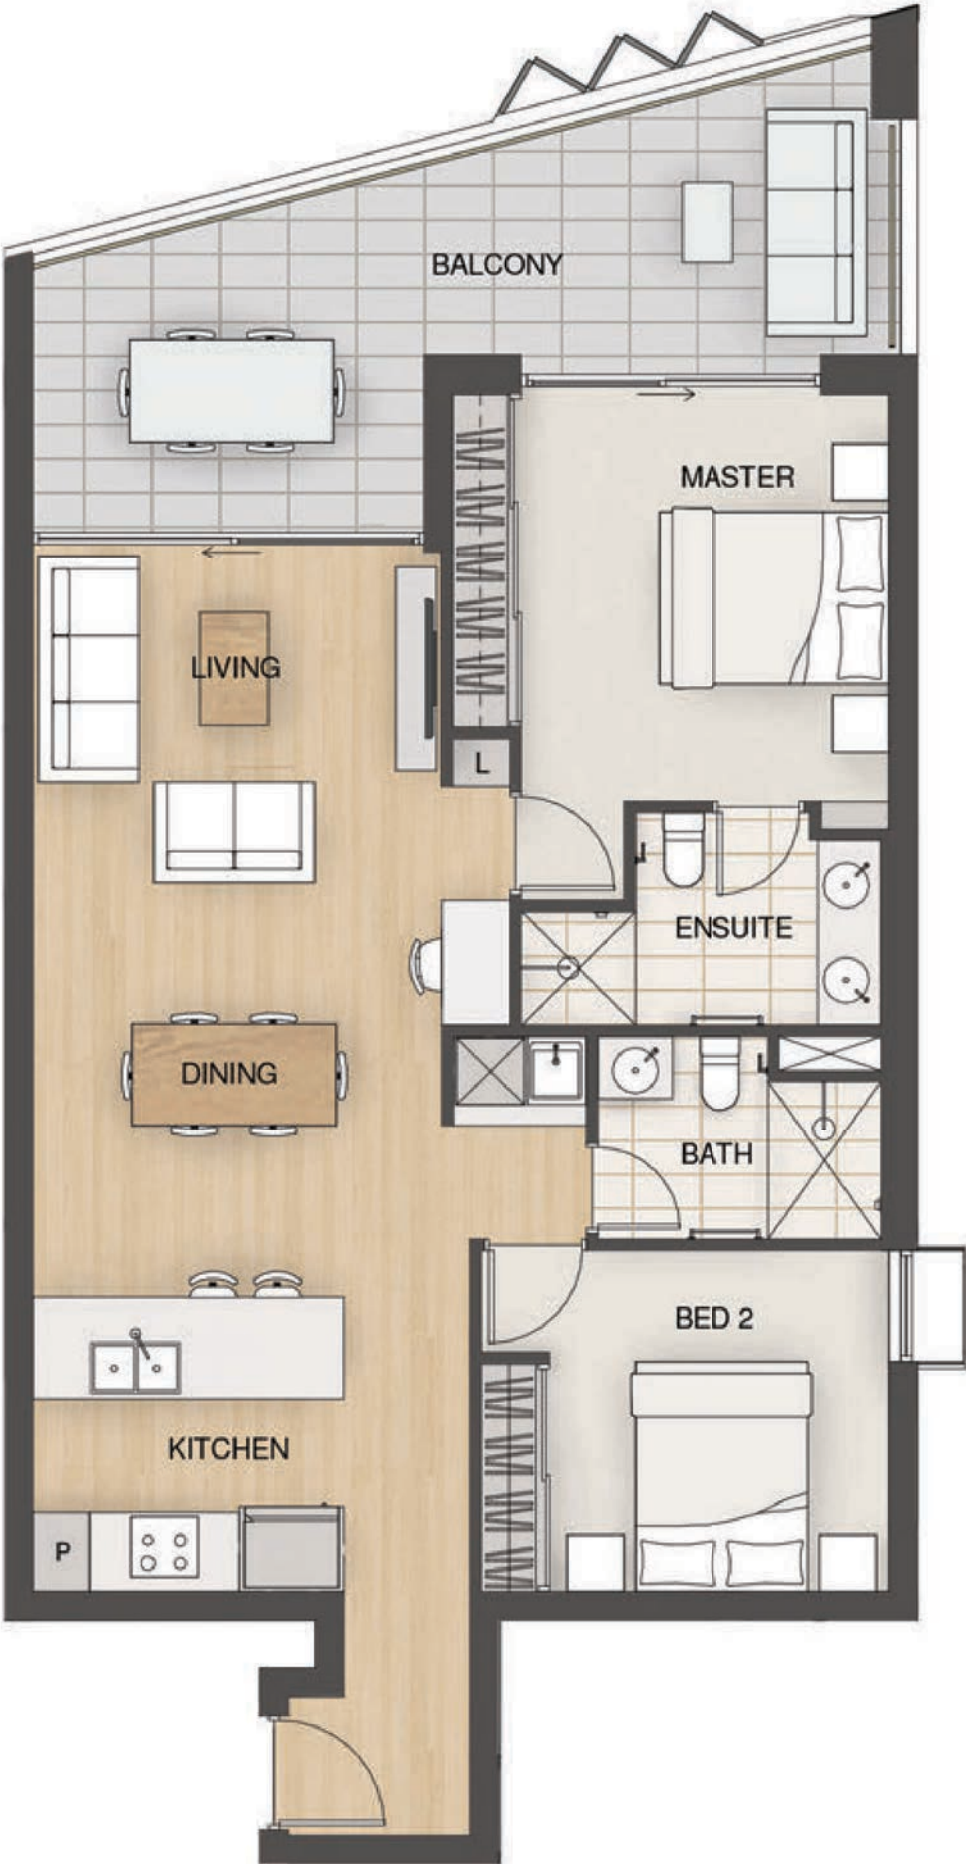 BALCONY
MASTER
LIVING
L
ENSUITE
DINING
BATH
BED 2
KITCHEN
P